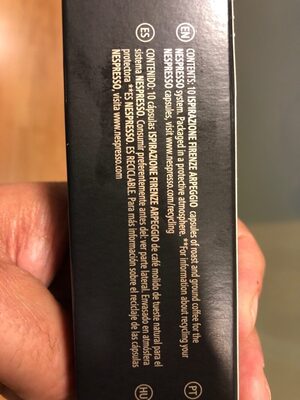 EN CONTENTS: 10 ISPIRAZIONE FIRENZE ARPEGGIO capsules of roast and ground coffee for the
NESPRESSO system. Packaged in a protective atmosphere. **For information about recycling your
NESPRESSO capsules, visit www.nespresso.com/recycling
ES CONTENIDO: 10 cápsulas ISPIRAZIONE FIRENZE ARPEGGIO de café molido de tueste natural para el
sistema NESPRESSO. Consumir preferentemente antes del: ver parte lateral. Envasado en atmósfera
protectora **ES NESPRESSO. ES RECICLABLE. Para más información sobre el reciclaje de las cápsulas
NESPRESSO, visita www.nespresso.com
PT
HU